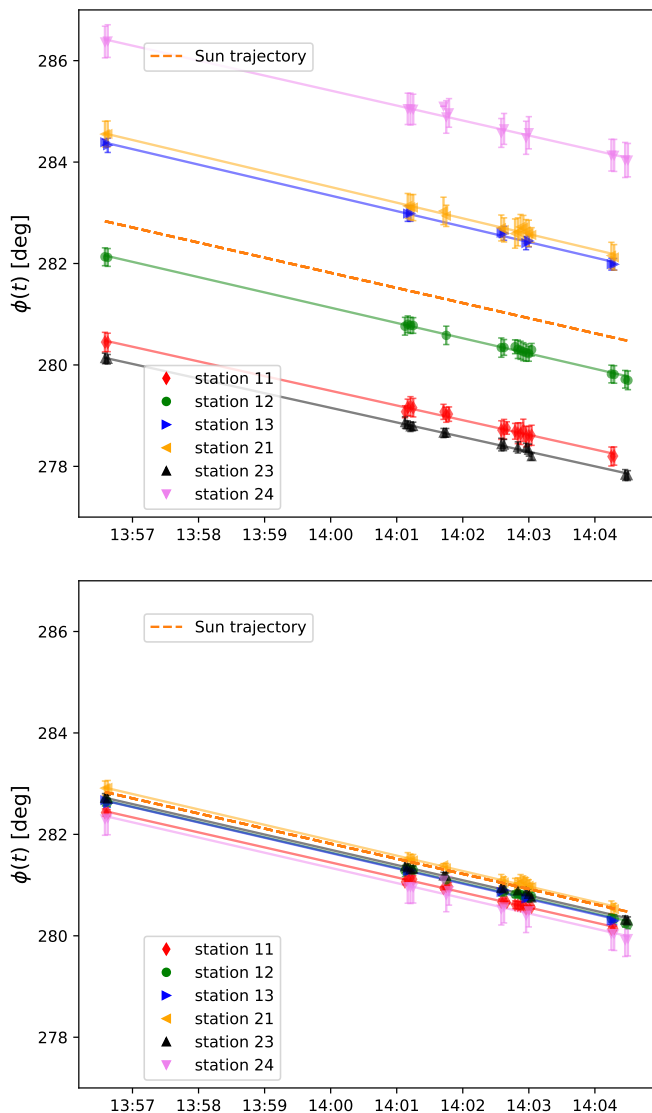 286
284
282
280
278
ϕ(t) [deg]
Sun trajectory
station 11
station 12
station 13
station 21
station 23
station 24
13:57 13:58 13:59 14:00 14:01 14:02 14:03 14:04
286
284
282
280
278
ϕ(t) [deg]
Sun trajectory
station 11
station 12
station 13
station 21
station 23
station 24
13:57 13:58 13:59 14:00 14:01 14:02 14:03 14:04